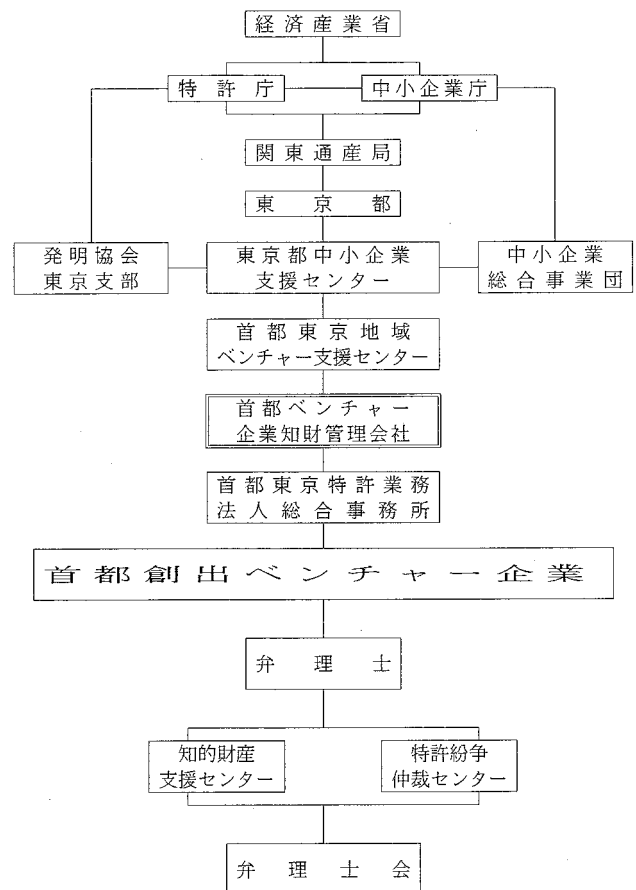 経済産業省
特許庁
中小企業庁
関東通産局
東京都
発明協会
東京支部
東京都中小企業
支援センター
中小企業
総合事業団
首都東京地域
ベンチャー支援センター
首都ベンチャー
企業知財管理会社
首都東京特許業務
法人総合事務所
首都創出ベンチャー企業
弁理士
知的財産
支援センター
特許紛争
仲裁センター
弁理士会